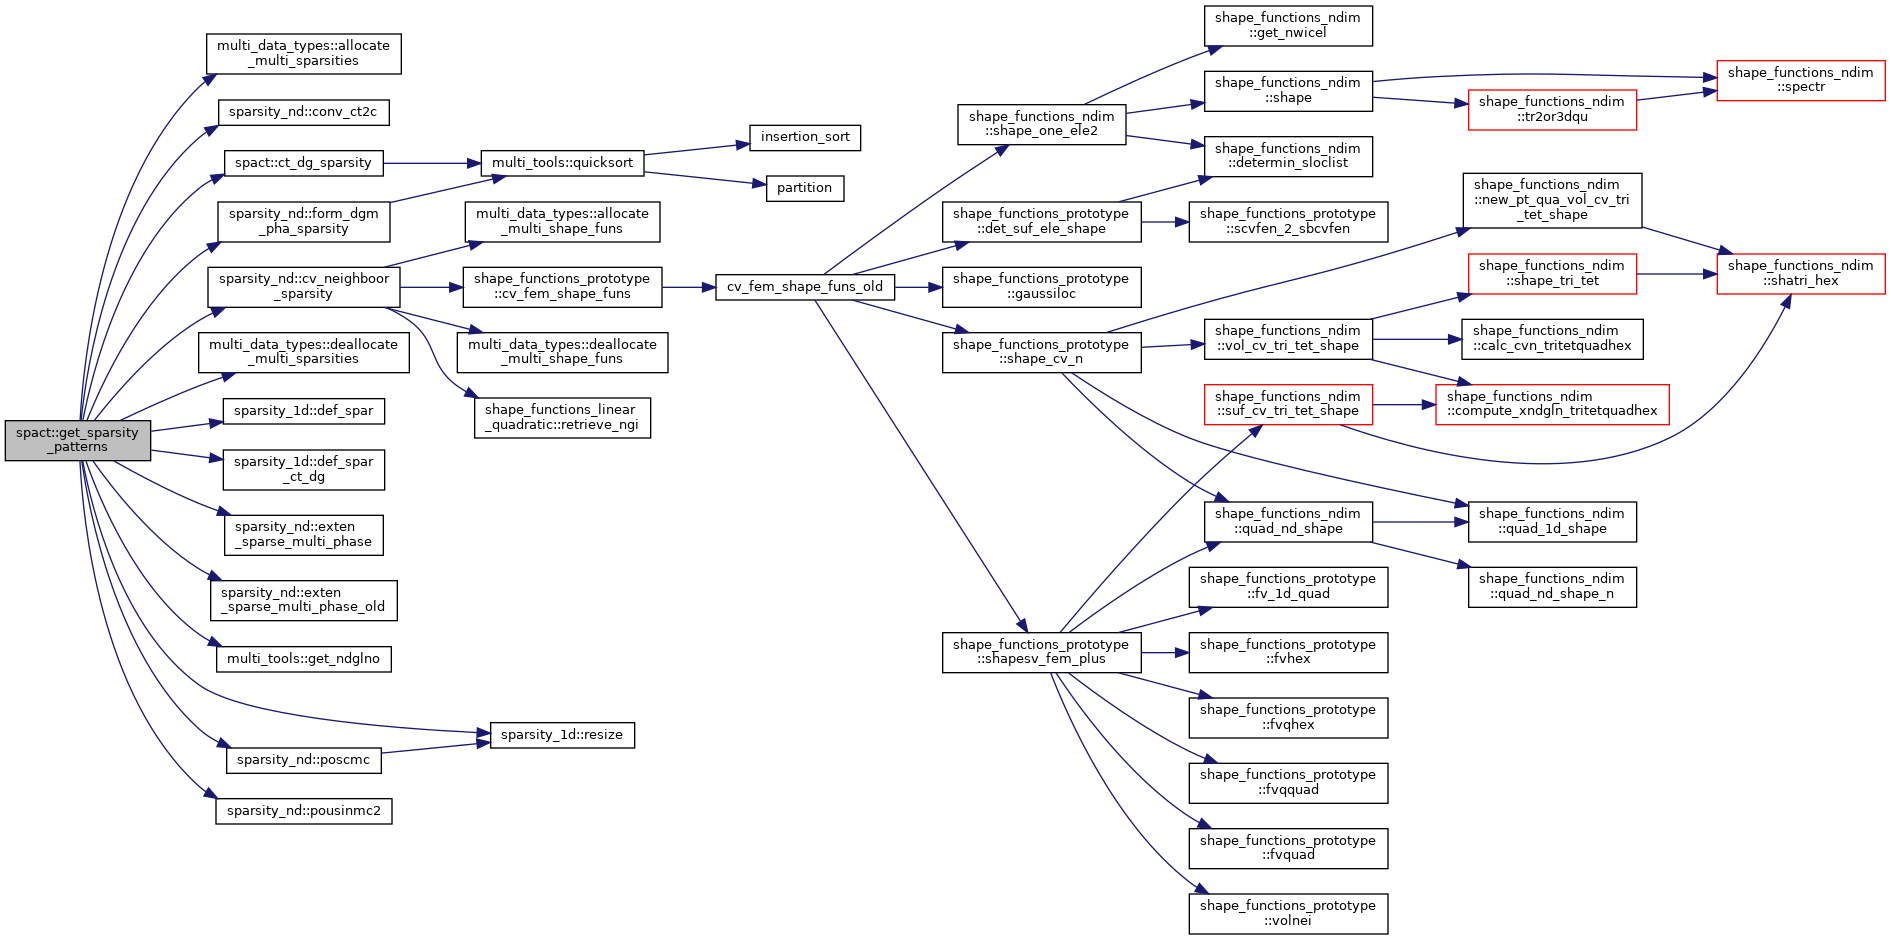 spact::get_sparsity
_patterns
multi_data_types::allocate
_multi_sparsities
sparsity_nd::conv_ct2c
spact::ct_dg_sparsity
sparsity_nd::form_dgm
_pha_sparsity
sparsity_nd::cv_neighboor
_sparsity
multi_data_types::deallocate
_multi_sparsities
sparsity_1d::def_spar
sparsity_1d::def_spar
_ct_dg
sparsity_nd::exten
_sparse_multi_phase
sparsity_nd::exten
_sparse_multi_phase_old
multi_tools::get_ndglno
sparsity_nd::poscmc
sparsity_nd::pousinmc2
multi_tools::quicksort
multi_data_types::allocate
_multi_shape_funs
shape_functions_prototype
::cv_fem_shape_funs
multi_data_types::deallocate
_multi_shape_funs
shape_functions_linear
_quadratic::retrieve_ngi
sparsity_1d::resize
insertion_sort
partition
cv_fem_shape_funs_old
shape_functions_ndim
::shape_one_ele2
shape_functions_prototype
::det_suf_ele_shape
shape_functions_prototype
::gaussiloc
shape_functions_prototype
::shape_cv_n
shape_functions_prototype
::shapesv_fem_plus
shape_functions_ndim
::get_nwicel
shape_functions_ndim
::shape
shape_functions_ndim
::determin_sloclist
shape_functions_prototype
::scvfen_2_sbcvfen
shape_functions_ndim
::vol_cv_tri_tet_shape
shape_functions_ndim
::suf_cv_tri_tet_shape
shape_functions_ndim
::quad_nd_shape
shape_functions_prototype
::fv_1d_quad
shape_functions_prototype
::fvhex
shape_functions_prototype
::fvqhex
shape_functions_prototype
::fvqquad
shape_functions_prototype
::fvquad
shape_functions_prototype
::volnei
shape_functions_ndim
::tr2or3dqu
shape_functions_ndim
::new_pt_qua_vol_cv_tri
_tet_shape
shape_functions_ndim
::shape_tri_tet
shape_functions_ndim
::calc_cvn_tritetquadhex
shape_functions_ndim
::compute_xndgln_tritetquadhex
shape_functions_ndim
::quad_1d_shape
shape_functions_ndim
::quad_nd_shape_n
shape_functions_ndim
::spectr
shape_functions_ndim
::shatri_hex